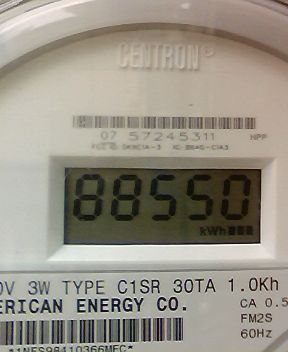 CENTRON®
07 57245311 HPP
88550
kWh
0V 3W TYPE C1SR 30TA 1.0Kh
ERICAN ENERGY CO.
CA 0.5
FM2S
60Hz